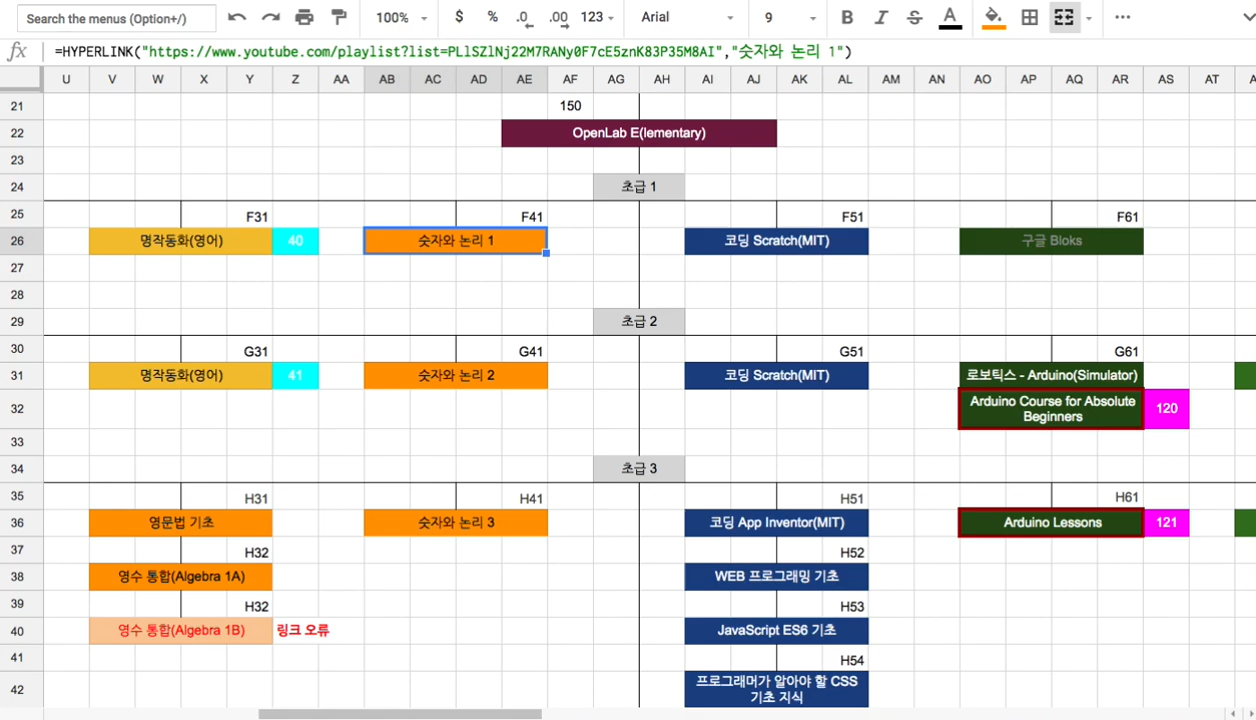 Search the menus (Option+/)
100%
$
%
.0
.00
123
Arial
9
B
I
S
A
fx
=HYPERLINK("https://www.youtube.com/playlist?list=PLlSZlNj22M7RANy0F7cE5znK83P35M8AI","숫자와 논리 1")
U V W X Y Z AA AB AC AD AE AF AG AH AI AJ AK AL AM AN AO AP AQ AR AS AT
21 150
22 OpenLab E(lementary)
23
24 초급 1
25 F31 F41 F51 F61
26 명작동화(영어) 40 숫자와 논리 1 코딩 Scratch(MIT) 구글 Bloks
27
28
29 초급 2
30 G31 G41 G51 G61
31 명작동화(영어) 41 숫자와 논리 2 코딩 Scratch(MIT) 로보틱스 - Arduino(Simulator)
32 Arduino Course for Absolute
Beginners 120
33
34 초급 3
35 H31 H41 H51 H61
36 영문법 기초 숫자와 논리 3 코딩 App Inventor(MIT) Arduino Lessons 121
37 H32 H52
38 영수 통합(Algebra 1A) WEB 프로그래밍 기초
39 H32 H53
40 영수 통합(Algebra 1B) 링크 오류 JavaScript ES6 기초
41 H54
42 프로그래머가 알아야 할 CSS
기초 지식